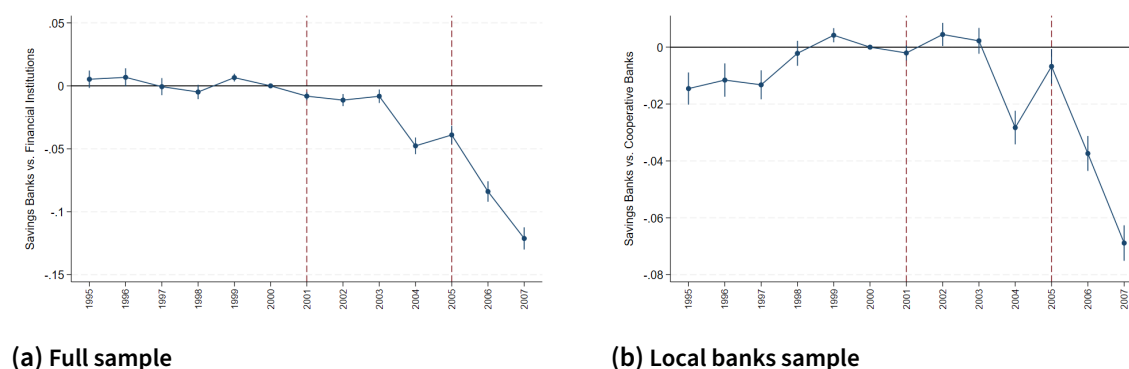 Savings Banks vs. Financial Institutions
.05
0
-.05
-.1
-.15
1995 1996 1997 1998 1999 2000 2001 2002 2003 2004 2005 2006 2007
(a) Full sample
Savings Banks vs. Cooperative Banks
0
-.02
-.04
-.06
-.08
1995 1996 1997 1998 1999 2000 2001 2002 2003 2004 2005 2006 2007
(b) Local banks sample